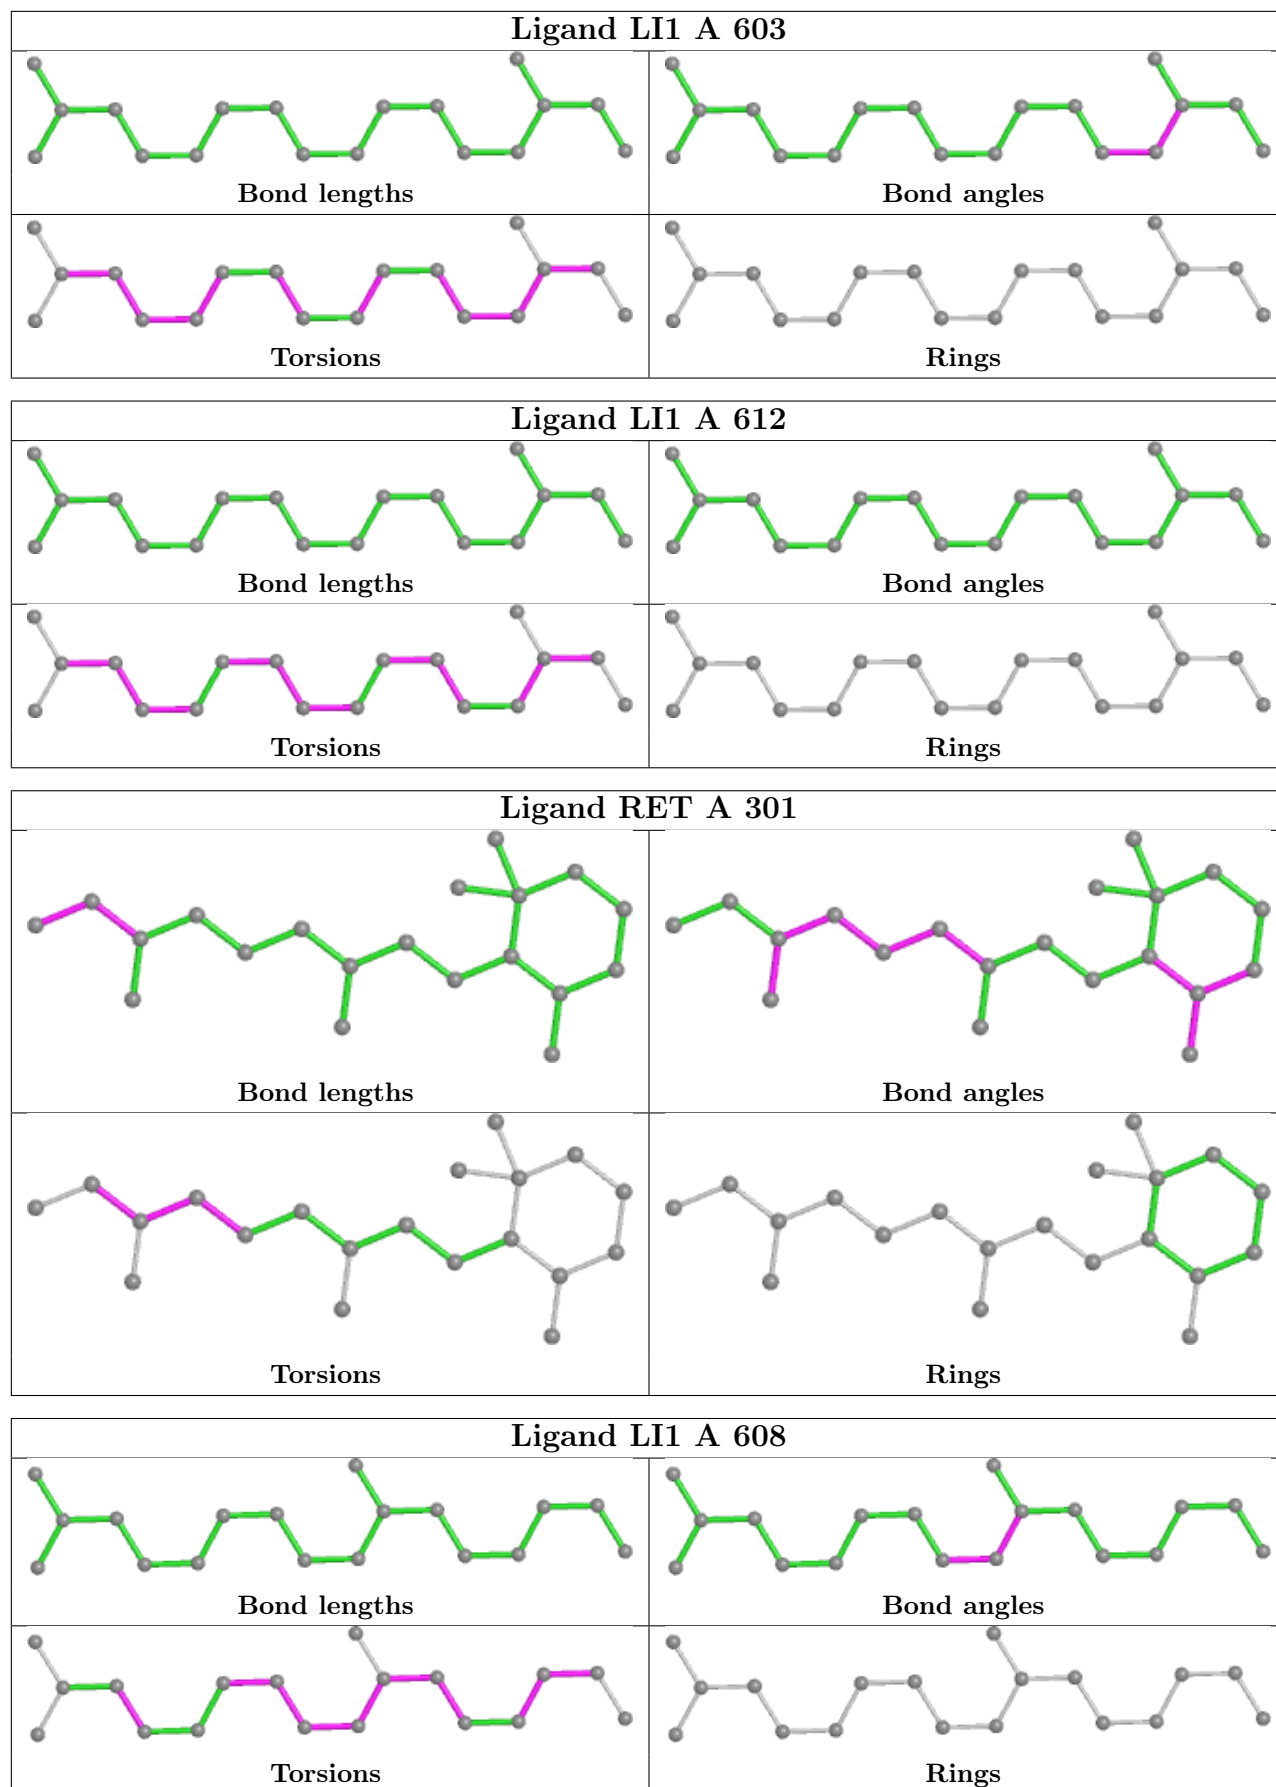 Ligand LI1 A 603
Bond lengths
Bond angles
Torsions
Rings
Ligand LI1 A 612
Bond lengths
Bond angles
Torsions
Rings
Ligand RET A 301
Bond lengths
Bond angles
Torsions
Rings
Ligand LI1 A 608
Bond lengths
Bond angles
Torsions
Rings